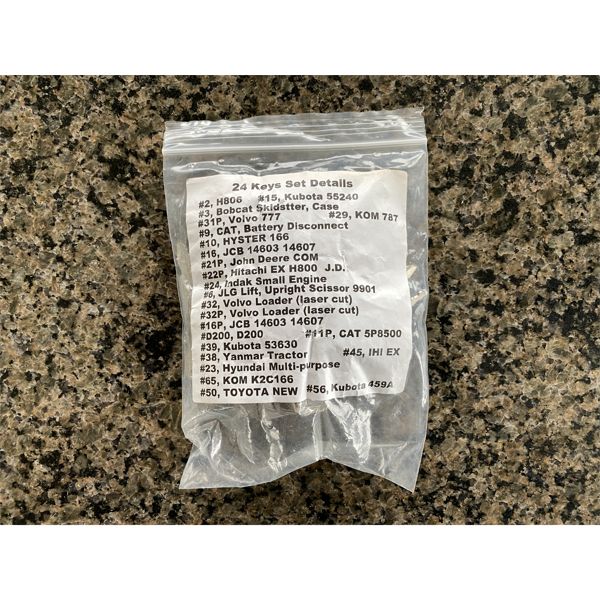 24 Keys Set Details
#2, H806 #15, Kubota 55240
#3, Bobcat Skidstter, Case
#31P, Volvo 777 #29, KOM 787
#9, CAT, Battery Disconnect
#10, HYSTER 166
#16, JCB 14603 14607
#21P, John Deere COM
#22P, Hitachi EX H800 J.D.
#24, Indak Small Engine
#6, JLG Lift, Upright Scissor 9901
#32, Volvo Loader (laser cut)
#32P, Volvo Loader (laser cut)
#16P, JCB 14603 14607
#D200, D200 #11P, CAT 5P8500
#39, Kubota 53630
#38, Yanmar Tractor #45, IHI EX
#23, Hyundai Multi-purpose
#65, KOM K2C166
#50, TOYOTA NEW #56, Kubota 459A